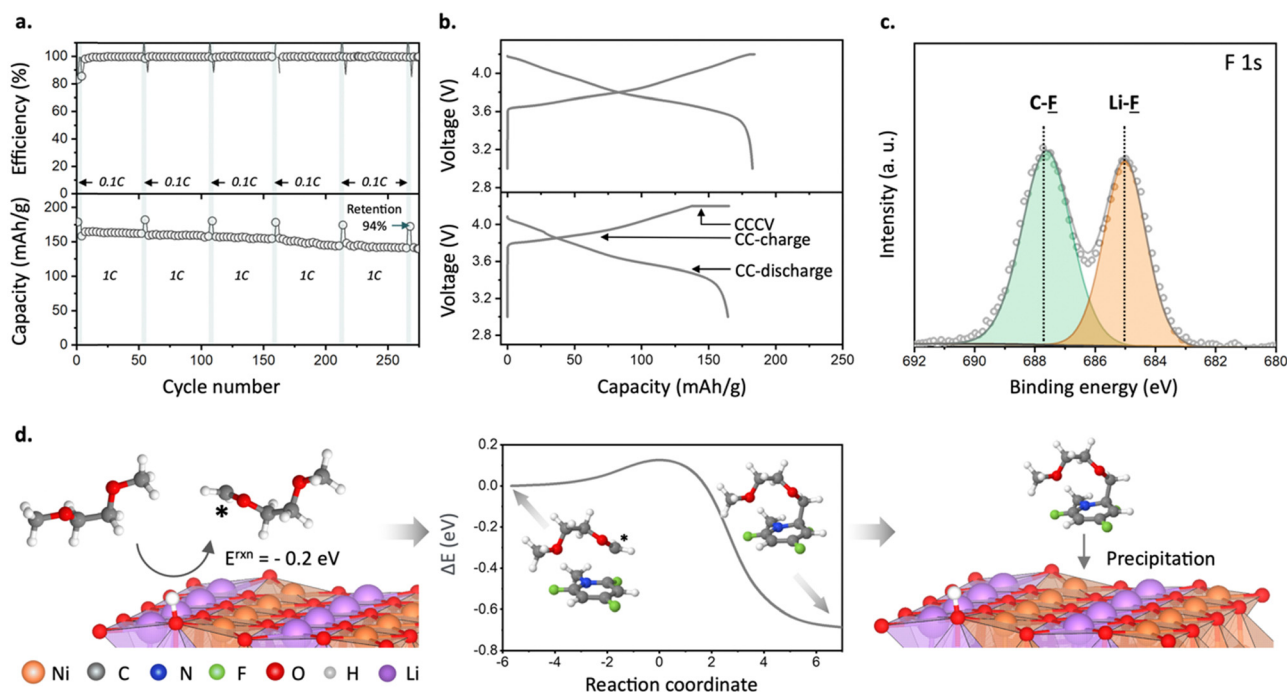 a.
Efficiency (%)
100
80
60
40
20
0
0.1C 0.1C 0.1C 0.1C 0.1C
Capacity (mAh/g)
200
150
100
50
0
Retention
94%
1C 1C 1C 1C 1C
0 50 100 150 200 250
Cycle number
b.
Voltage (V)
4.0
3.6
3.2
2.8
Voltage (V)
4.0
3.6
3.2
2.8
CCCV
CC-charge
CC-discharge
0 50 100 150 200 250
Capacity (mAh/g)
c.
F 1s
C-F
Li-F
Intensity (a. u.)
692 690 688 686 684 682 680
Binding energy (eV)
d.
*
E^rxn = - 0.2 eV
ΔE (eV)
0.2
0.0
-0.2
-0.4
-0.6
-0.8
*
-6 -4 -2 0 2 4 6
Reaction coordinate
Precipitation
Ni C N F O H Li